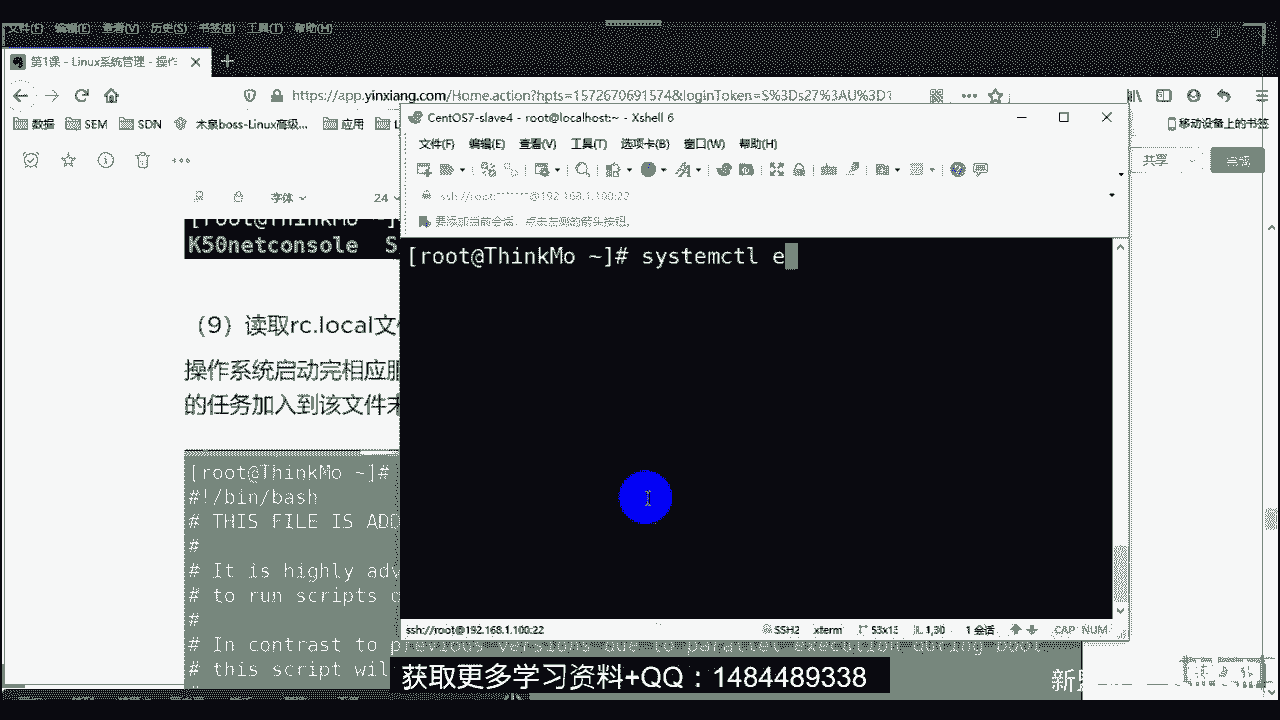 文件(F) 编辑(E) 查看(V) 历史(S) 书签(B) 工具(T) 帮助(H)
第1课 - Linux系统管理 - 操作
https://app.yinxiang.com/Home.action?hpts=1572670691574&loginToken=S%3Ds27%3AU%3D1
数据 SEM SDN 木泉boss-Linux高级... 应用
移动设备上的书签
共享
字体 24
CentOS7-slave4 - root@localhost:~ - Xshell 6
文件(F) 编辑(E) 查看(V) 工具(T) 选项卡(B) 窗口(W) 帮助(H)
ssh://root:*******@192.168.1.100:22
要添加当前会话，点击左侧的箭头按钮。
[root@ThinkMo ~]# systemctl e
[root@ThinkMo ~]
K50netconsole S
（9）读取rc.local文件
操作系统启动完相应服
的任务加入到该文件末
[root@ThinkMo ~]#
#!/bin/bash
# THIS FILE IS ADD
#
# It is highly adv
# to run scripts
#
# In contrast to previous versions due to parallel execution during boot
# this script wil
#
ssh://root@192.168.1.100:22 SSH2 xterm 53x13 1,30 1 会话 CAP NUM
获取更多学习资料+QQ：1484489338